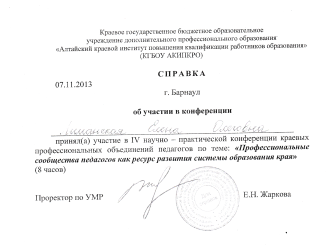 Краевое государственное бюджетное образовательное
учреждение дополнительного профессионального образования
«Алтайский краевой институт повышения квалификации работников образования»
(КГБОУ АКИПКРО)
СПРАВКА
07.11.2013
г. Барнаул
об участии в конференции
Елена
принял(а) участие в IV научно – практической конференции краевых
профессиональных объединений педагогов по теме: «Профессиональные
сообщества педагогов как ресурс развития системы образования края»
(8 часов)
Проректор по УМР Е.Н. Жаркова